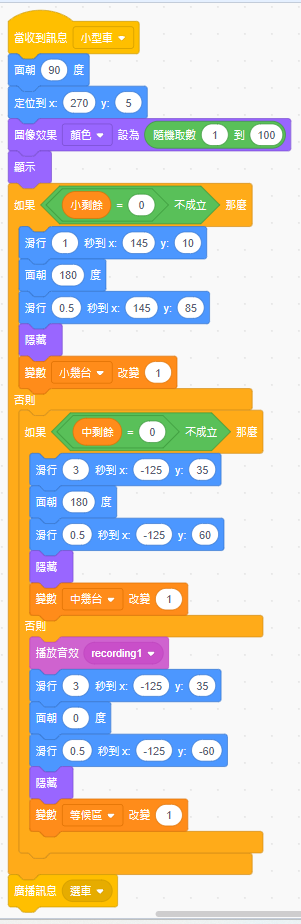 當收到訊息 小型車
面朝 90 度
定位到 x: 270 y: 5
圖像效果 顏色 設為 隨機取數 1 到 100
顯示
如果 小剩餘 = 0 不成立 那麼
滑行 1 秒到 x: 145 y: 10
面朝 180 度
滑行 0.5 秒到 x: 145 y: 85
隱藏
變數 小幾台 改變 1
否則
如果 中剩餘 = 0 不成立 那麼
滑行 3 秒到 x: -125 y: 35
面朝 180 度
滑行 0.5 秒到 x: -125 y: 60
隱藏
變數 中幾台 改變 1
否則
播放音效 recording1
滑行 3 秒到 x: -125 y: 35
面朝 0 度
滑行 0.5 秒到 x: -125 y: -60
隱藏
變數 等候區 改變 1
廣播訊息 選車